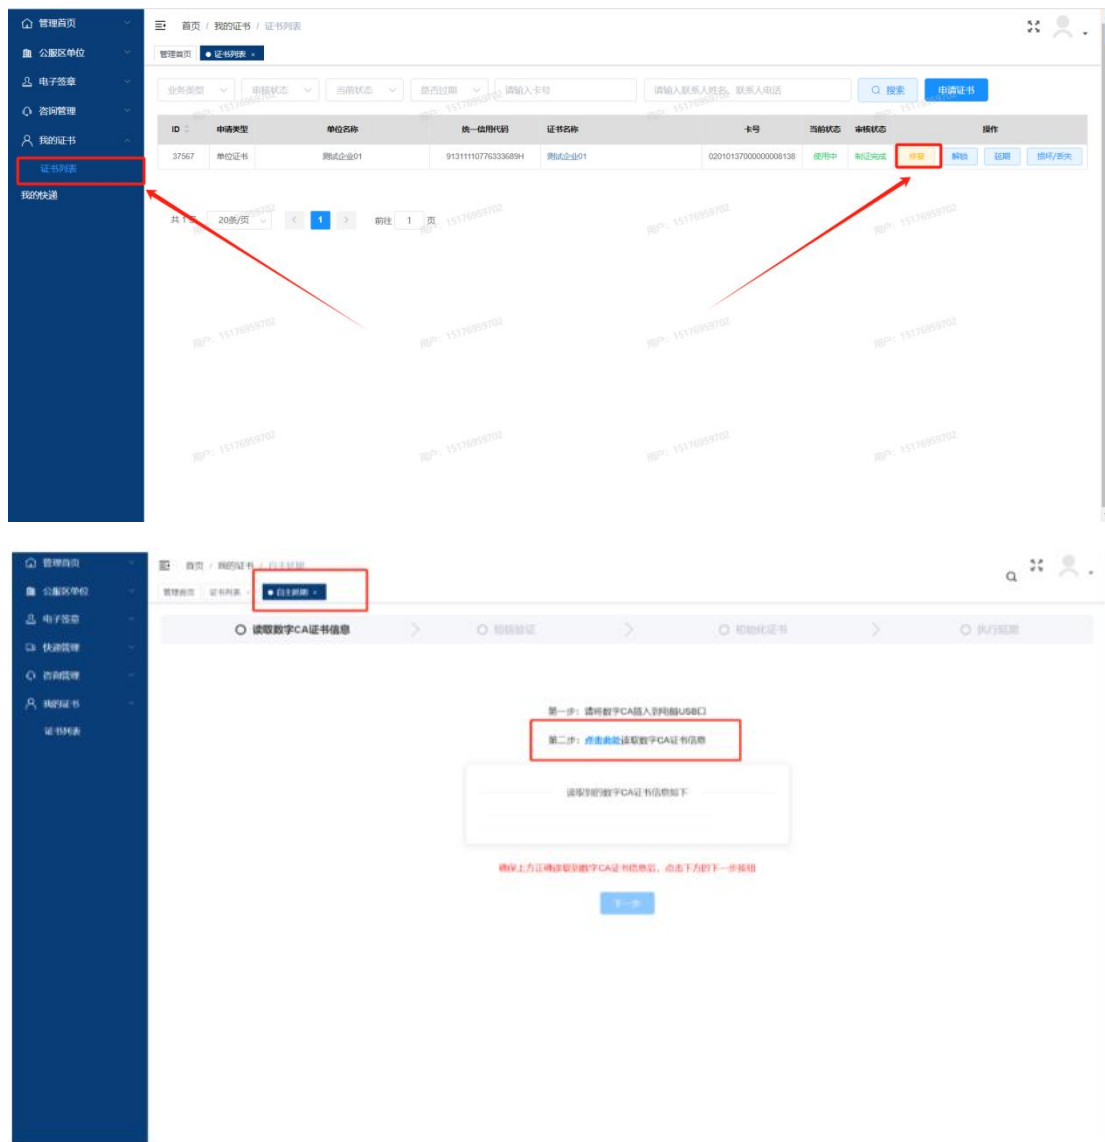 管理首页
公服区单位
电子签章
咨询管理
我的证书
证书列表
我的快递
首页 / 我的证书 / 证书列表
管理首页 证书列表 ×
业务类型 审核状态 当前状态 是否过期 请输入卡号 请输入联系人姓名、联系人电话 搜索 申请证书
ID 申请类型 单位名称 统一信用代码 证书名称 卡号 当前状态 审核状态 操作
37567 单位证书 测试企业01 91311110776333689H 测试企业01 02010137000000008138 使用中 制证完成 解锁 延期 损坏/丢失
共 1 页 20条/页 < 1 > 前往 1 页
用户: 15176959702
管理首页
公服区单位
电子签章
快递管理
咨询管理
我的证书
证书列表
首页 / 我的证书 / 自主延期
管理首页 证书列表 × 自主延期 ×
读取数字CA证书信息 初始化证书 执行延期
第一步：请将数字CA插入到电脑USB口
第二步：点击此处读取数字CA证书信息
读取到的数字CA证书信息如下
确保上方正确读取到数字CA证书信息后，点击下方的下一步按钮
下一步